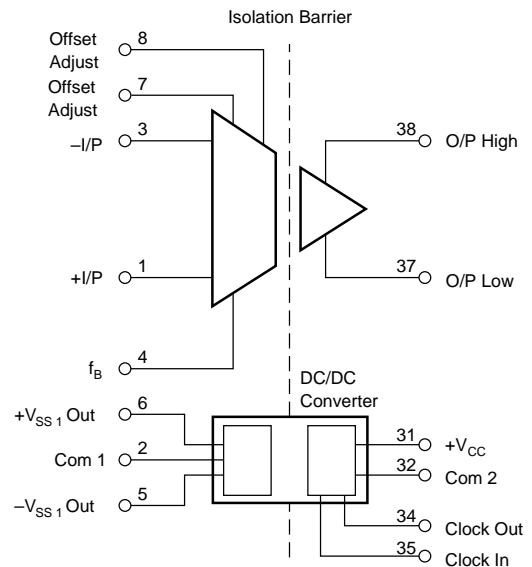 Isolation Barrier
Offset
Adjust
8
Offset
Adjust
7
–I/P
3
38
O/P High
+I/P
1
37
O/P Low
f_B
4
DC/DC
Converter
+V_SS 1 Out
6
31
+V_CC
Com 1
2
32
Com 2
–V_SS 1 Out
5
34
Clock Out
35
Clock In